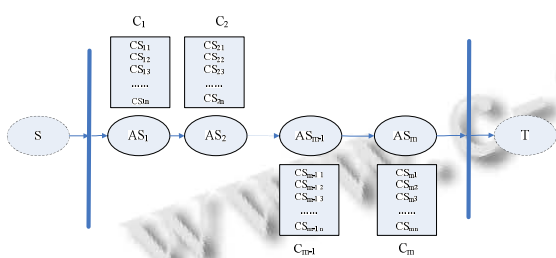 C1 C2
CS11 CS21
CS12 CS22
CS13 CS23
...... ......
CS1n CS2n
S AS1 AS2 ASm-1 ASm T
CSm-1 1 CSm1
CSm-1 2 CSm2
CSm-1 3 CSm3
...... ......
CSm-1 n CSmn
Cm-1 Cm
www.c